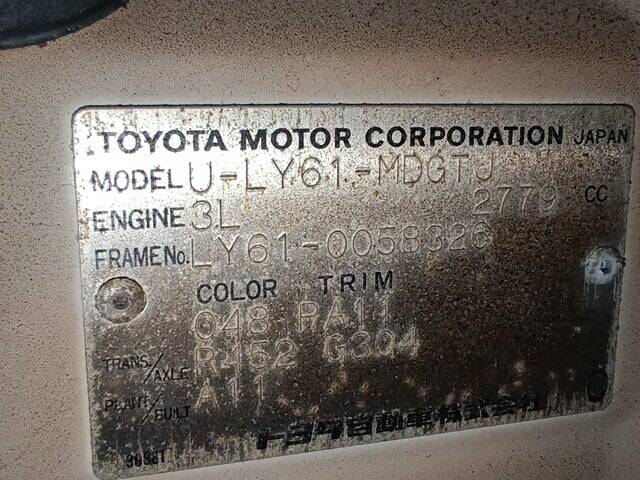 TOYOTA MOTOR CORPORATION JAPAN
MODEL U-LY61-MDGTJ
ENGINE 3L 2779 CC
FRAME No. LY61-0058326
COLOR TRIM
048 PA11
TRANS./AXLE R452 G304
PLANT/BUILT A11
トヨタ自動車株式会社